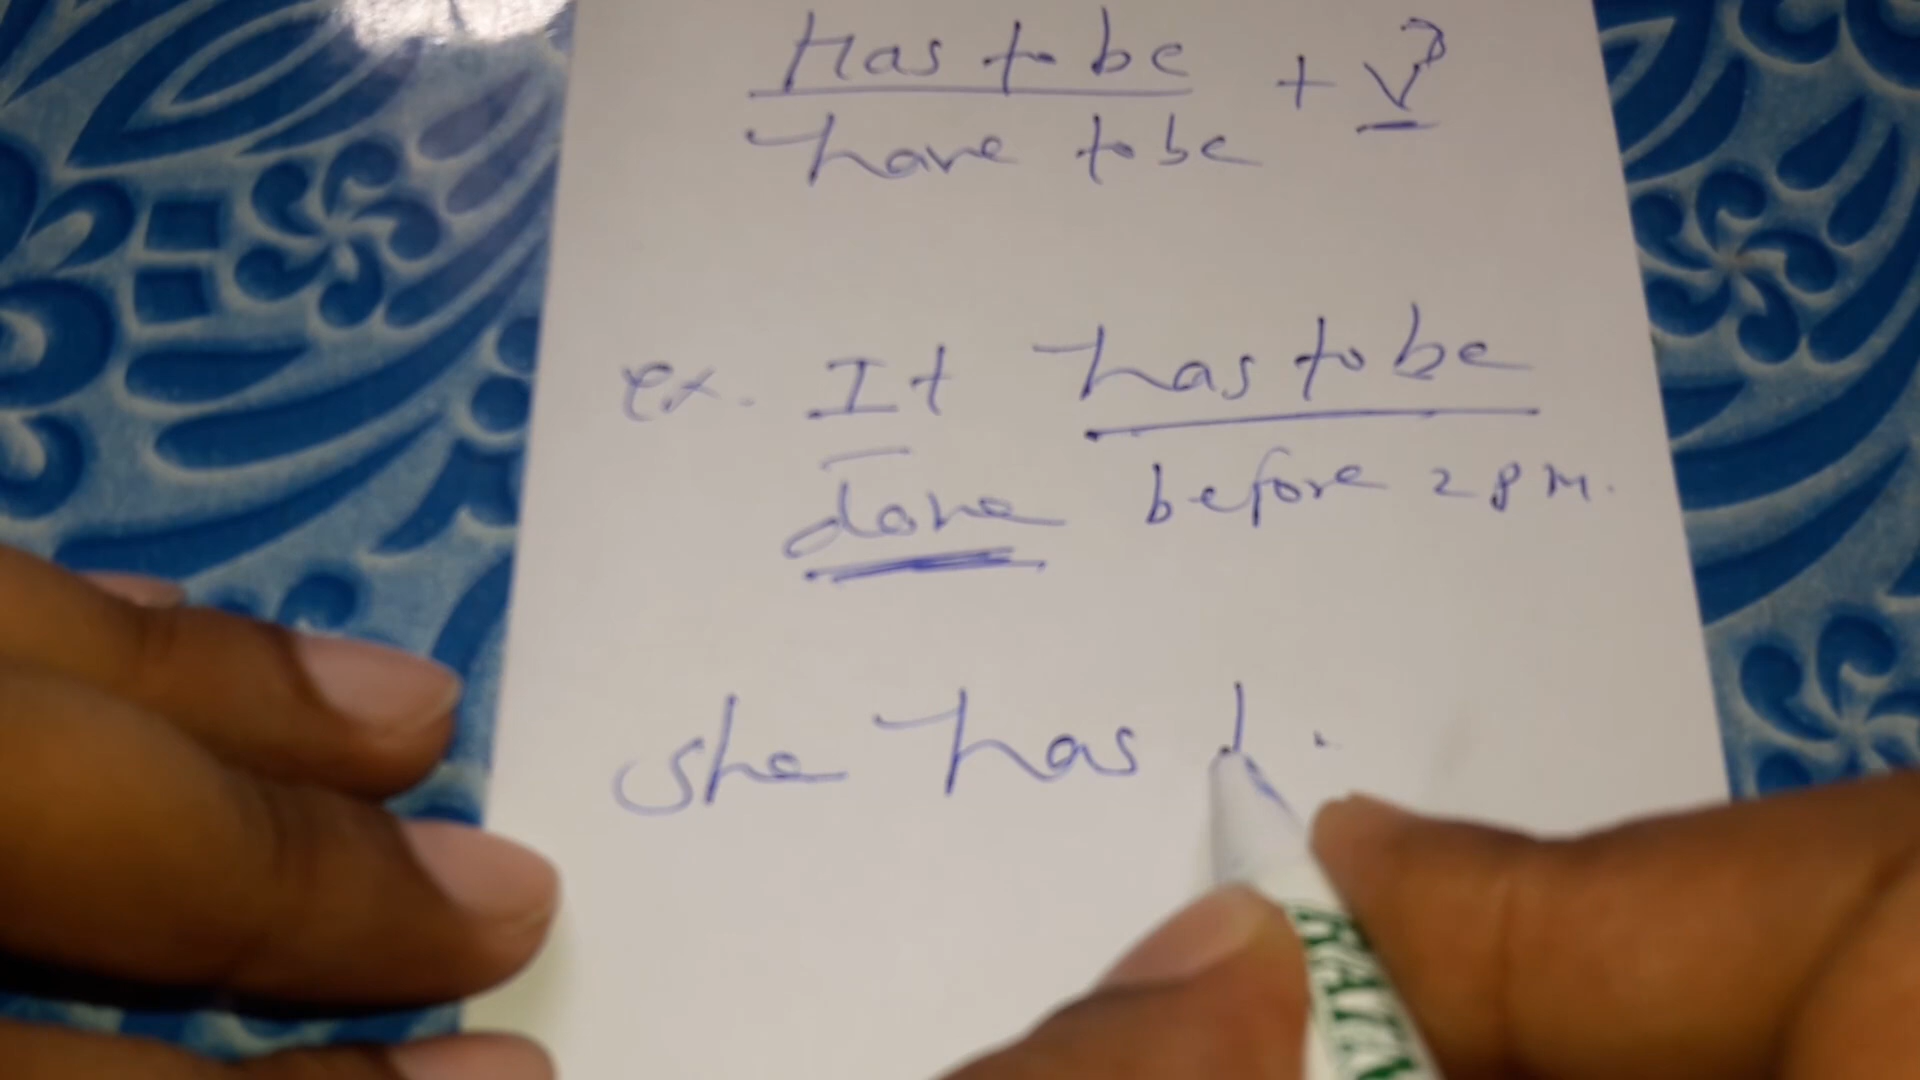 Has to be + V3
have to be
ex. It has to be
done before 2 PM.
she has